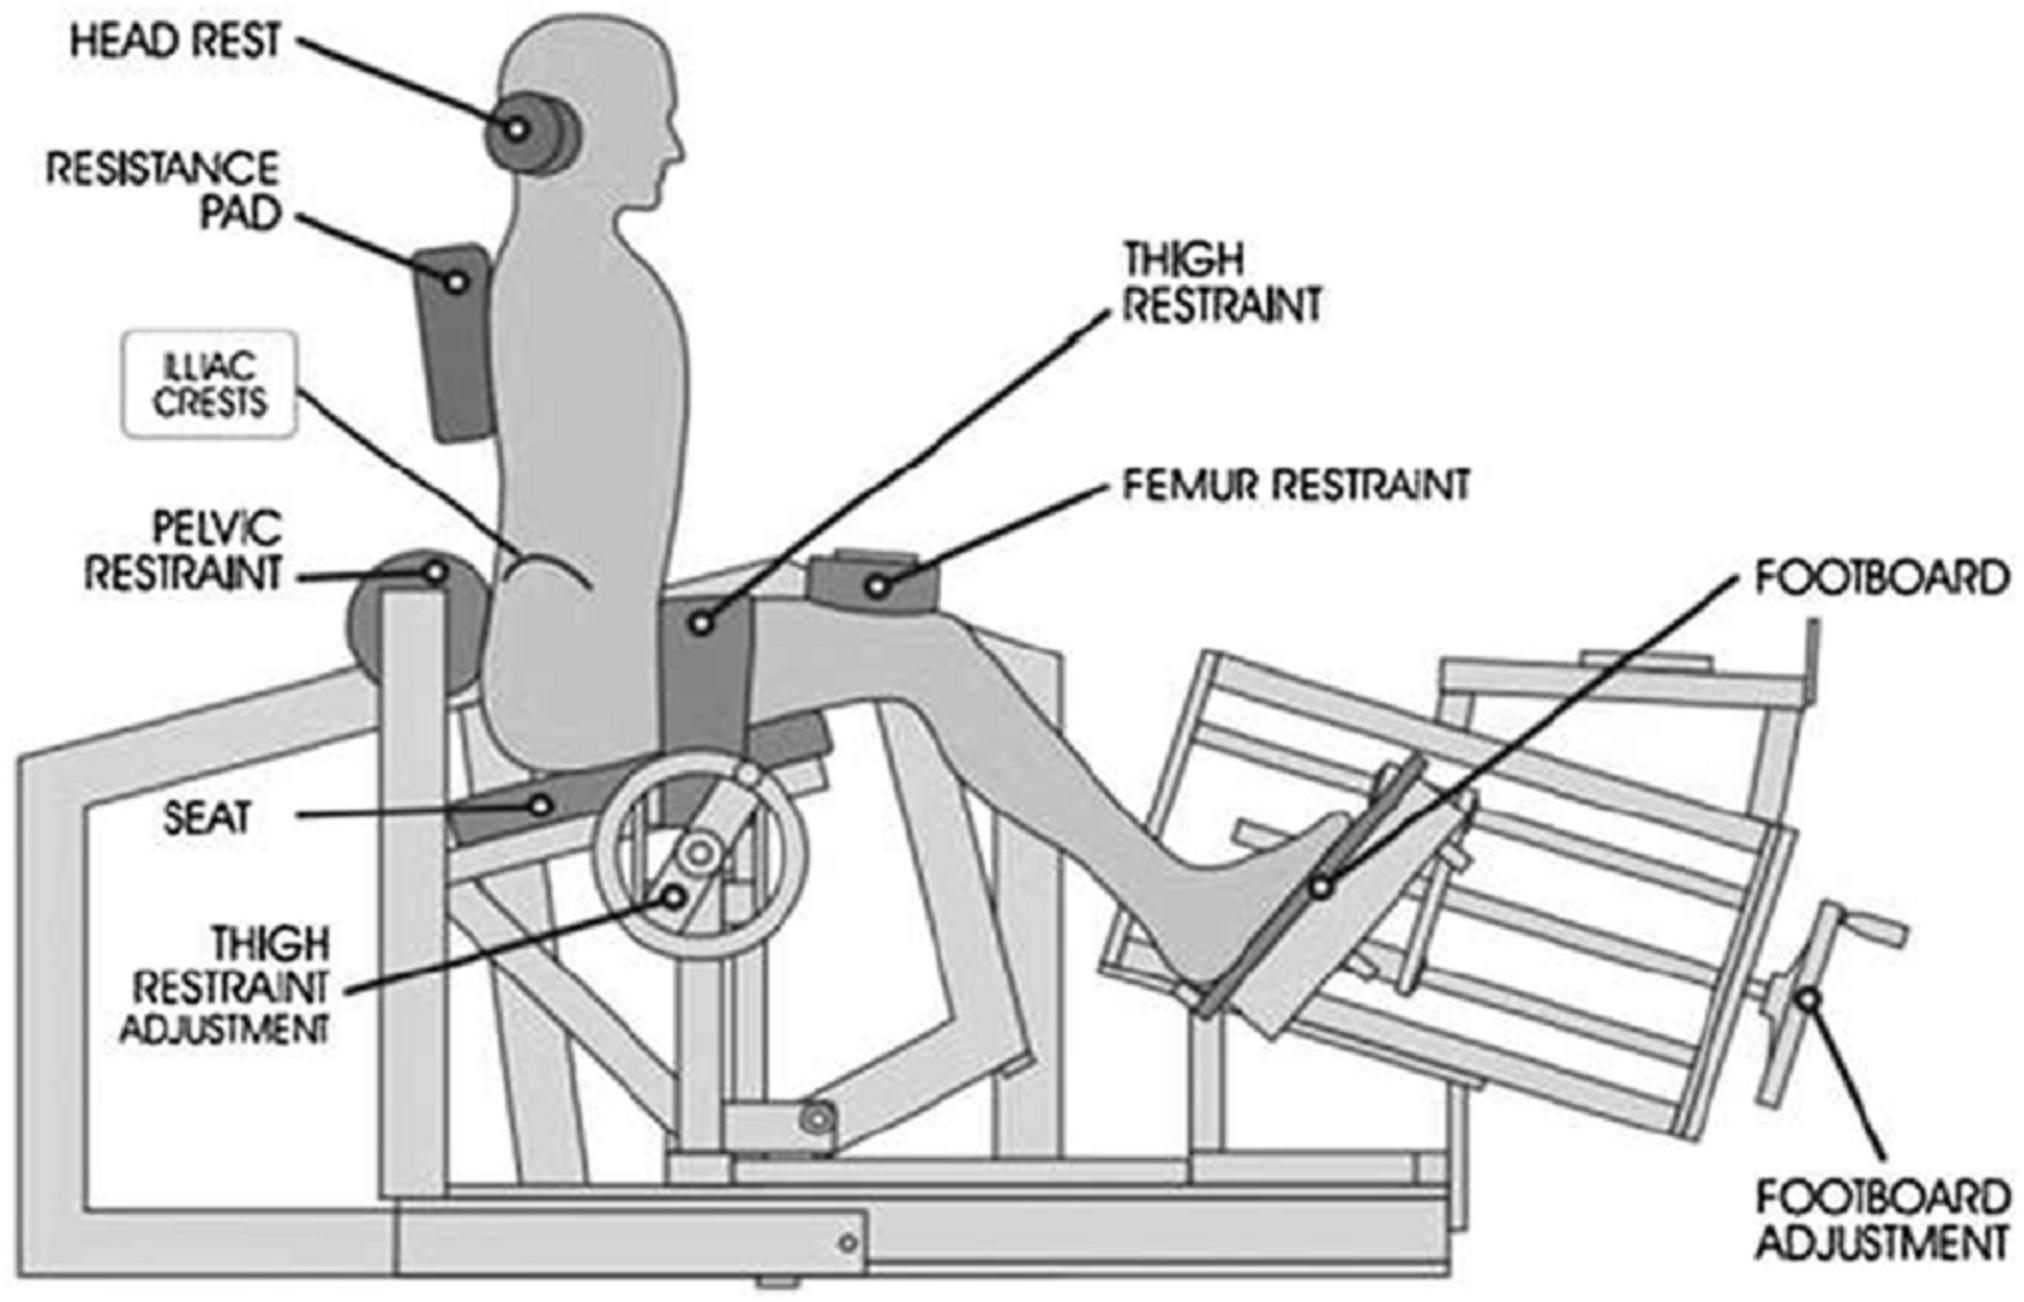 HEAD REST
RESISTANCE
PAD
ILLIAC
CRESTS
PELVIC
RESTRAINT
SEAT
THIGH
RESTRAINT
ADJUSTMENT
THIGH
RESTRAINT
FEMUR RESTRAINT
FOOTBOARD
FOOTBOARD
ADJUSTMENT